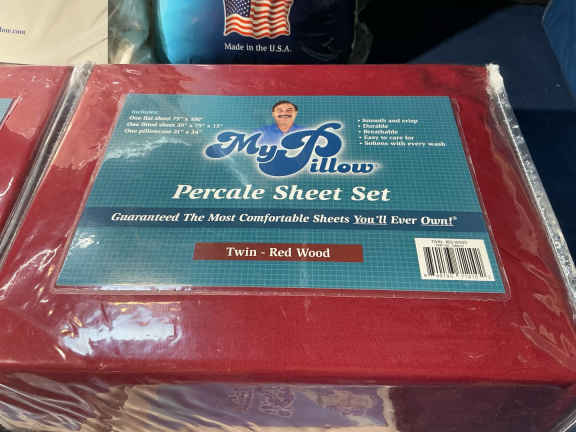 Made in the U.S.A.
Includes:
One flat sheet 75" x 100"
One fitted sheet 39" x 75" x 15"
One pillowcase 21" x 34"
MyPillow
• Smooth and crisp
• Durable
• Breathable
• Easy to care for
• Softens with every wash
Percale Sheet Set
Guaranteed The Most Comfortable Sheets You'll Ever Own!®
Twin - Red Wood